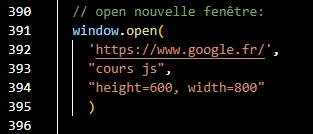 390 // open nouvelle fenêtre:
391 window.open(
392 'https://www.google.fr/',
393 "cours js",
394 "height=600, width=800"
395 )
396